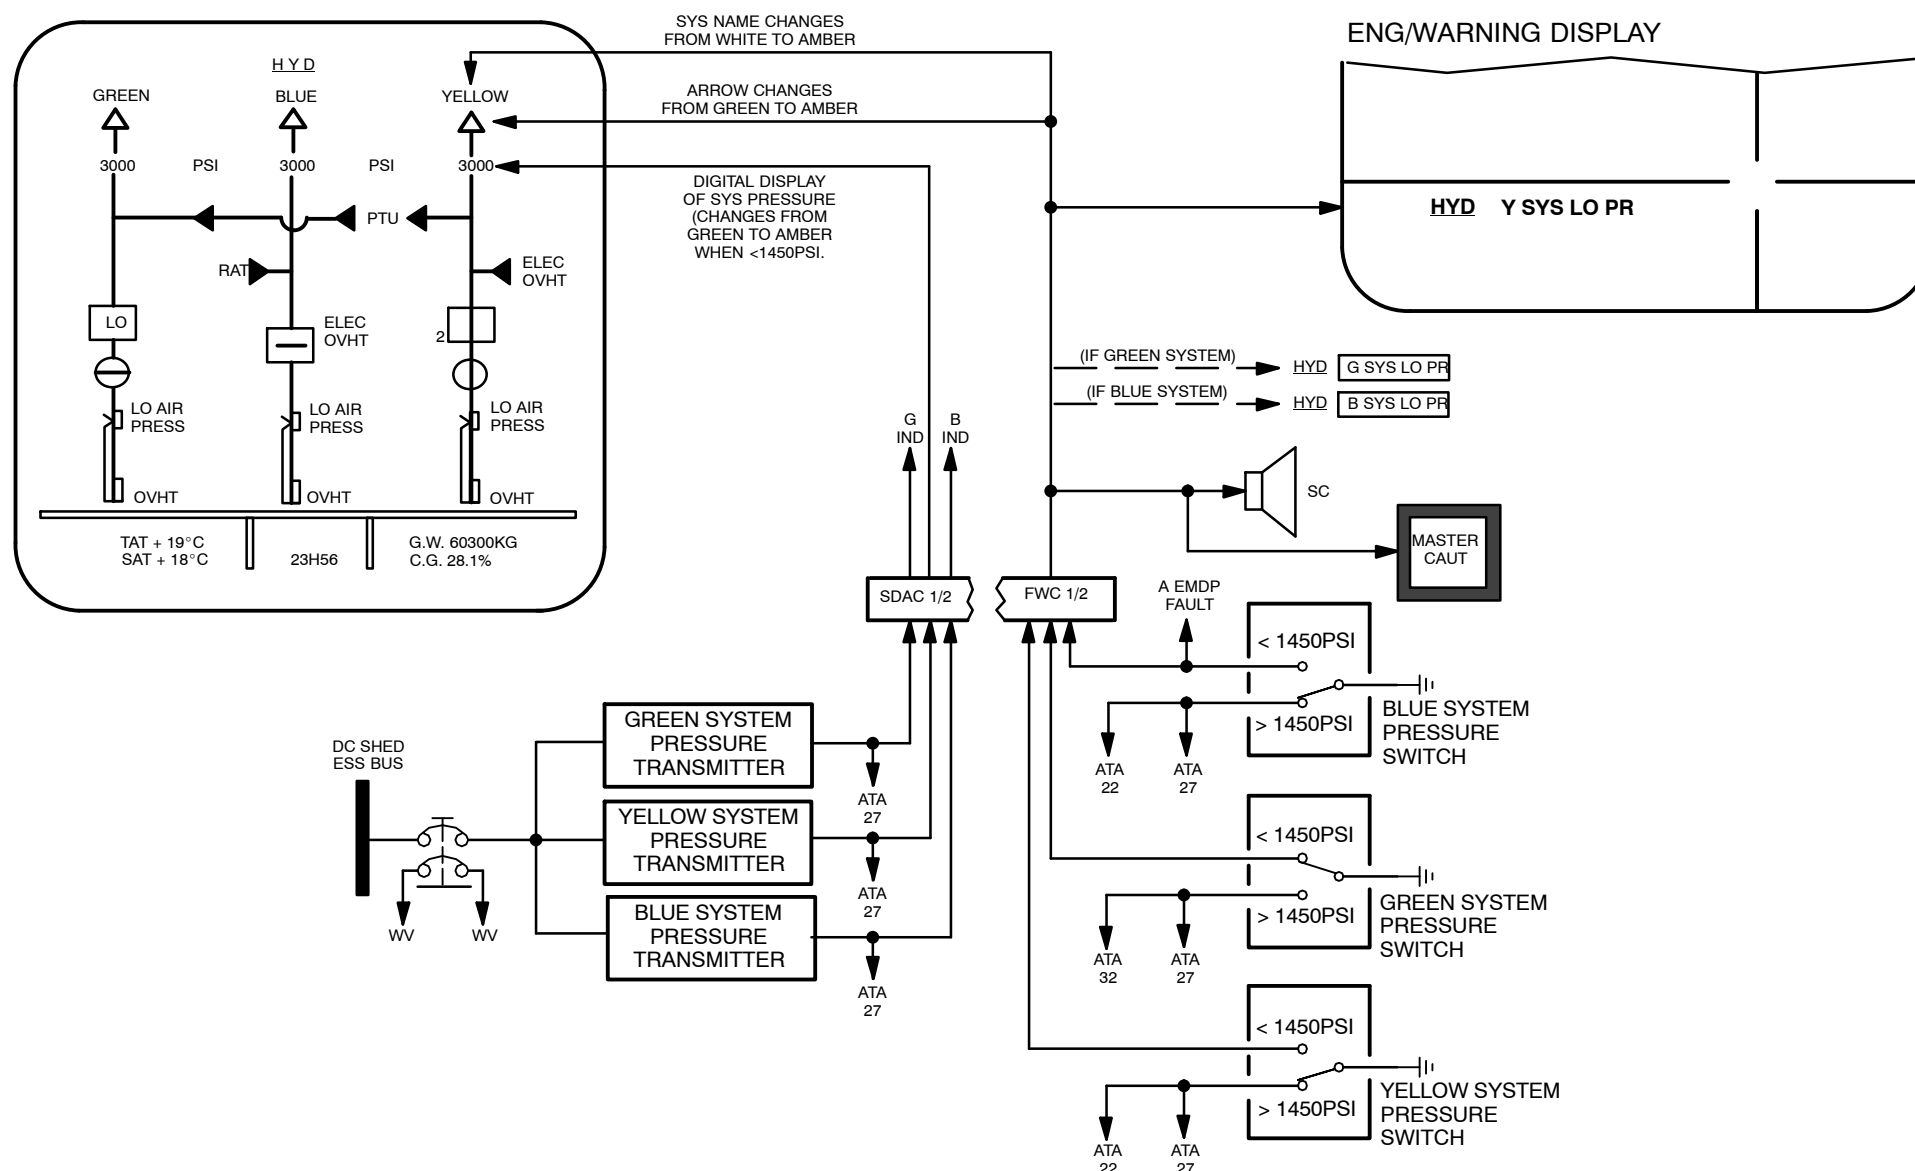 SYS NAME CHANGES
FROM WHITE TO AMBER
ENG/WARNING DISPLAY
H Y D
GREEN
BLUE
YELLOW
ARROW CHANGES
FROM GREEN TO AMBER
3000
PSI
3000
PSI
3000
DIGITAL DISPLAY
OF SYS PRESSURE
(CHANGES FROM
GREEN TO AMBER
WHEN <1450PSI.
PTU
HYD Y SYS LO PR
RAT
ELEC
OVHT
LO
ELEC
OVHT
2
(IF GREEN SYSTEM)
HYD
G SYS LO PR
(IF BLUE SYSTEM)
HYD
B SYS LO PR
LO AIR
PRESS
LO AIR
PRESS
LO AIR
PRESS
G
IND
B
IND
OVHT
OVHT
OVHT
SC
TAT + 19°C
SAT + 18°C
23H56
G.W. 60300KG
C.G. 28.1%
MASTER
CAUT
SDAC 1/2
FWC 1/2
A EMDP
FAULT
< 1450PSI
> 1450PSI
BLUE SYSTEM
PRESSURE
SWITCH
ATA
22
ATA
27
DC SHED
ESS BUS
GREEN SYSTEM
PRESSURE
TRANSMITTER
ATA
27
YELLOW SYSTEM
PRESSURE
TRANSMITTER
ATA
27
BLUE SYSTEM
PRESSURE
TRANSMITTER
ATA
27
WV
WV
< 1450PSI
> 1450PSI
GREEN SYSTEM
PRESSURE
SWITCH
ATA
32
ATA
27
< 1450PSI
> 1450PSI
YELLOW SYSTEM
PRESSURE
SWITCH
ATA
22
ATA
27